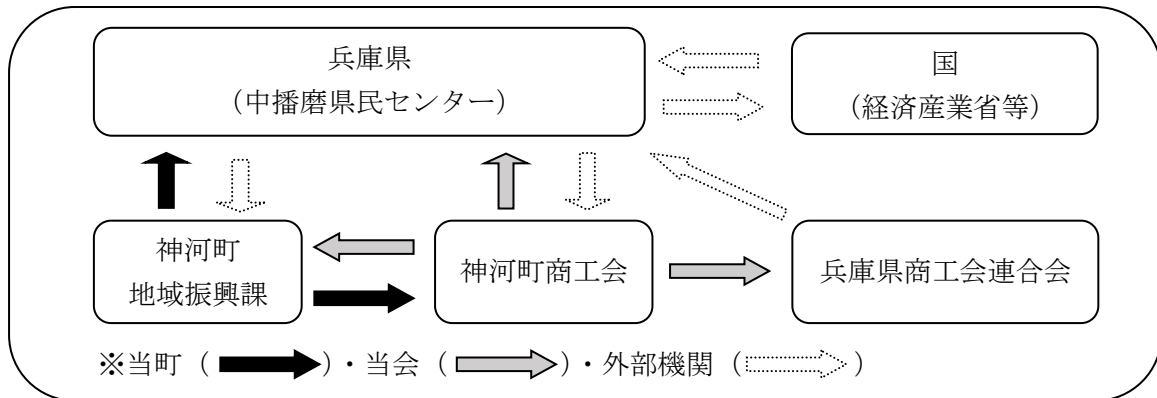 兵庫県
（中播磨県民センター）
国
（経済産業省等）
神河町
地域振興課
神河町商工会
兵庫県商工会連合会
※当町（　　　）・当会（　　　）・外部機関（　　　）